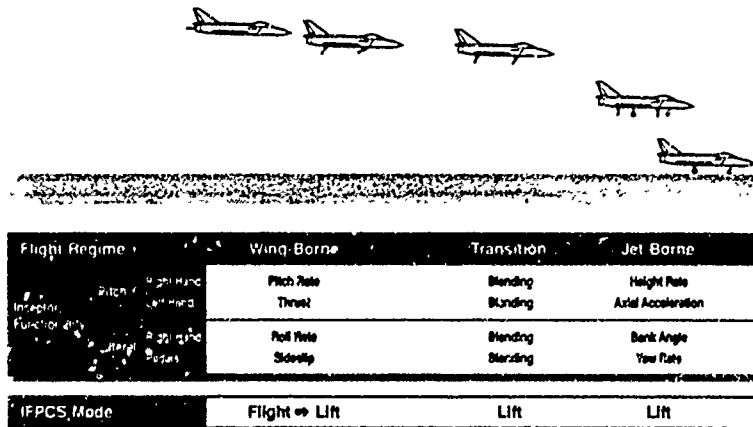 Flight Regime Wing-Borne Transition Jet Borne
Pitch Right Hand Pitch Rate Blending Height Rate
Left Hand Thrust Blending Axial Acceleration
Inceptor
Functionality
Lateral Right Hand Roll Rate Blending Bank Angle
Pedals Sideslip Blending Yaw Rate
IFPCS Mode Flight ⇒ Lift Lift Lift